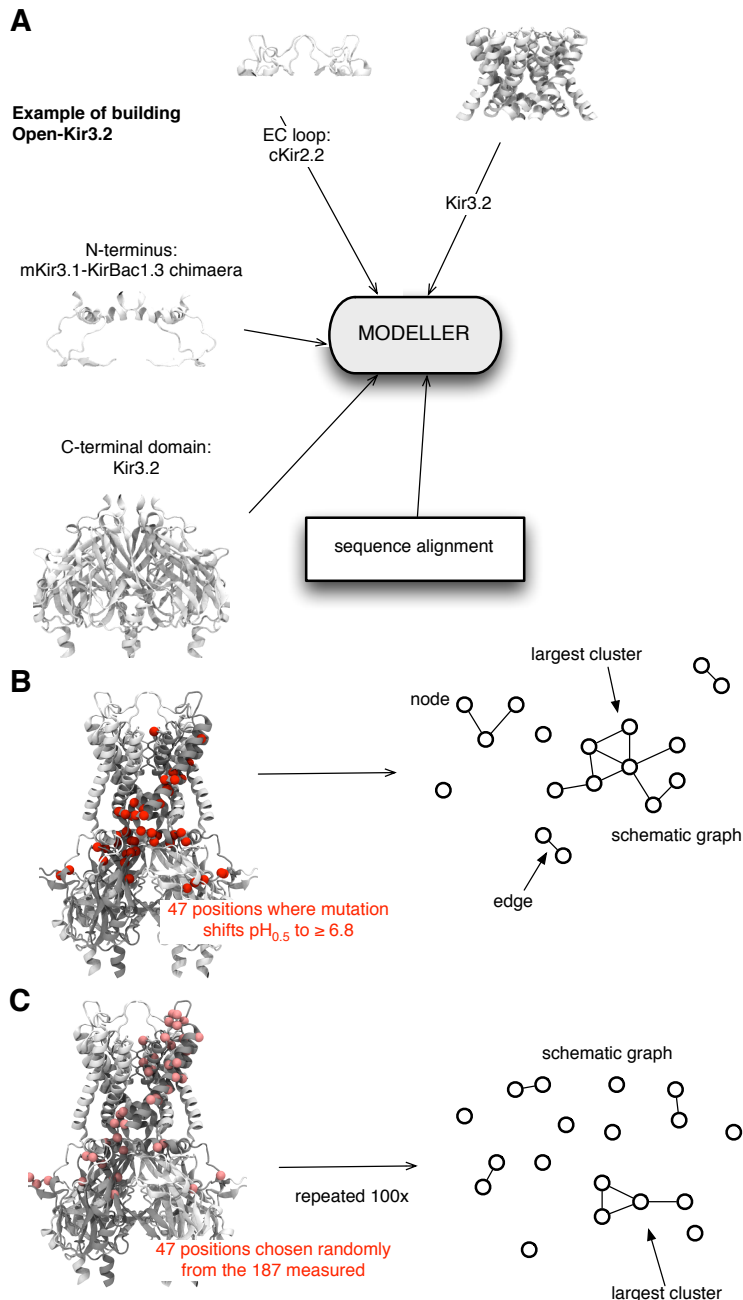 A
Example of building
Open-Kir3.2
EC loop:
cKir2.2
Kir3.2
N-terminus:
mKir3.1-KirBac1.3 chimaera
MODELLER
C-terminal domain:
Kir3.2
sequence alignment
B
largest cluster
node
schematic graph
edge
47 positions where mutation
shifts pH0.5 to ≥ 6.8
C
schematic graph
repeated 100x
47 positions chosen randomly
from the 187 measured
largest cluster